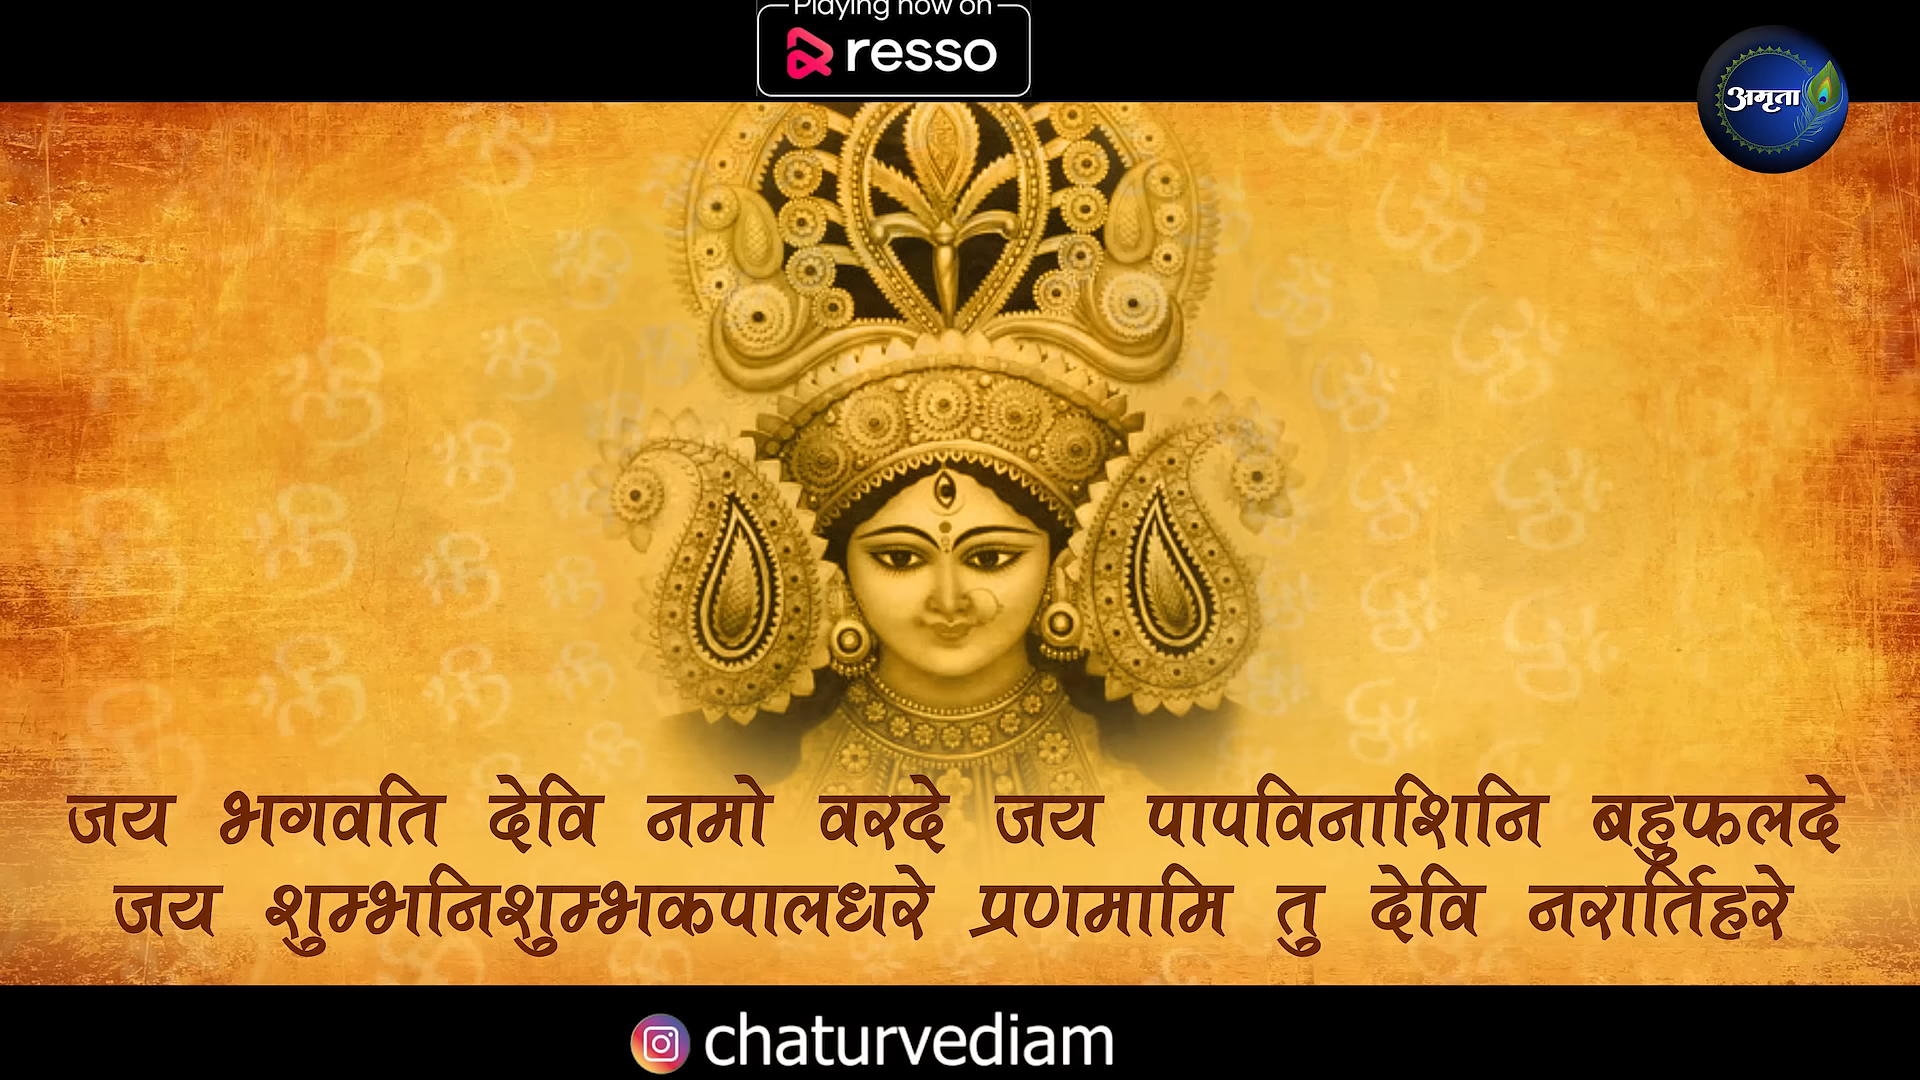 Playing now on
resso
अमृता
जय भगवति देवि नमो वरदे जय पापविनाशिनि बहुफलदे
जय शुम्भनिशुम्भकपालधरे प्रणमामि तु देवि नरार्तिहरे
chaturvediam